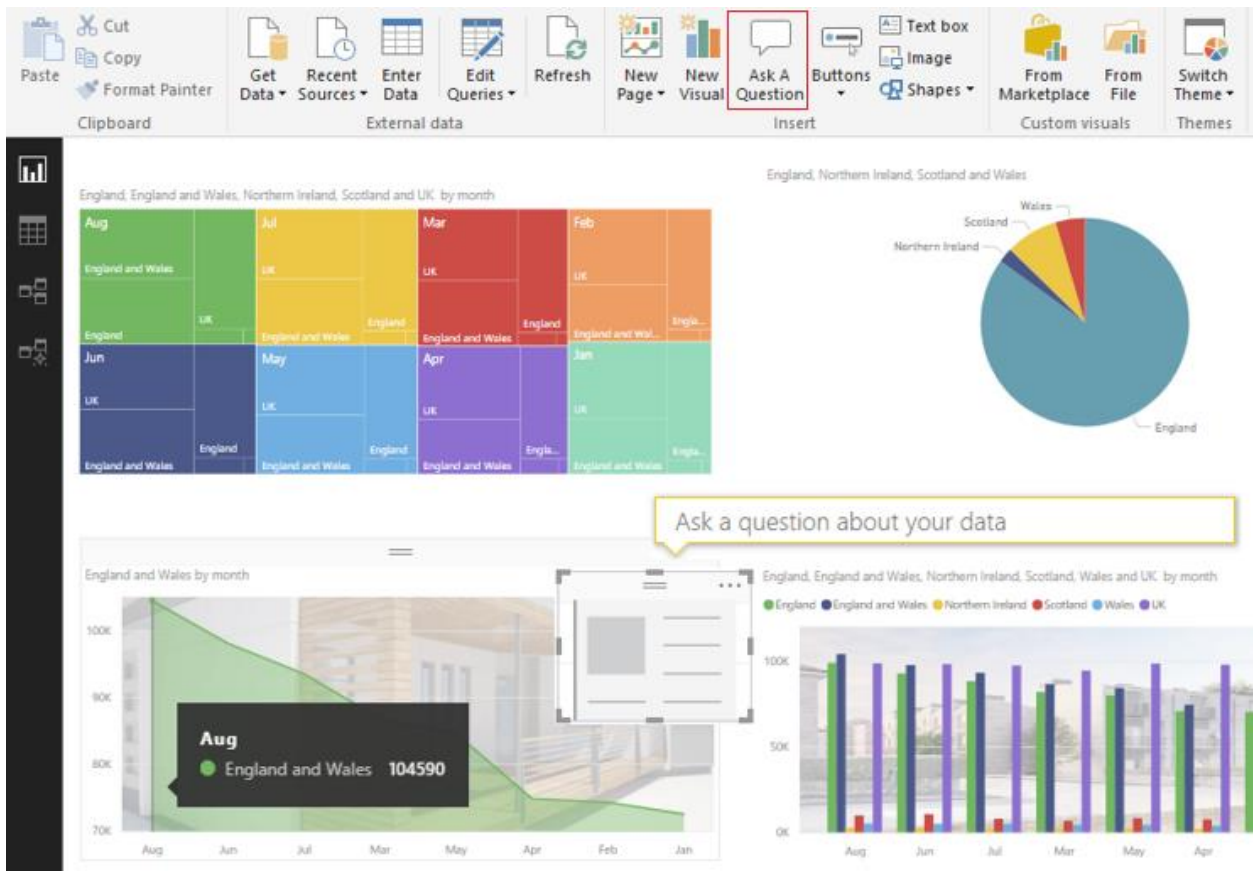 Cut
Copy
Format Painter
Paste
Clipboard
Get Data
Recent Sources
Enter Data
Edit Queries
Refresh
External data
New Page
New Visual
Ask A Question
Buttons
Text box
Image
Shapes
Insert
From Marketplace
From File
Custom visuals
Switch Theme
Themes
England, England and Wales, Northern Ireland, Scotland and UK by month
Aug
England and Wales
UK
England
Jul
UK
England
England and Wales
Mar
UK
England
England and Wales
Feb
UK
Engla...
England and Wal...
Jun
UK
England
England and Wales
May
UK
England
England and Wales
Apr
UK
Engla...
England and Wales
Jan
UK
Engla...
England and Wales
England, Northern Ireland, Scotland and Wales
Wales
Scotland
Northern Ireland
England
Ask a question about your data
England and Wales by month
100K
90K
80K
70K
Aug
England and Wales 104590
Aug Jun Jul Mar May Apr Feb Jan
England, England and Wales, Northern Ireland, Scotland, Wales and UK by month
England England and Wales Northern Ireland Scotland Wales UK
100K
50K
0K
Aug Jun Jul Mar May Apr